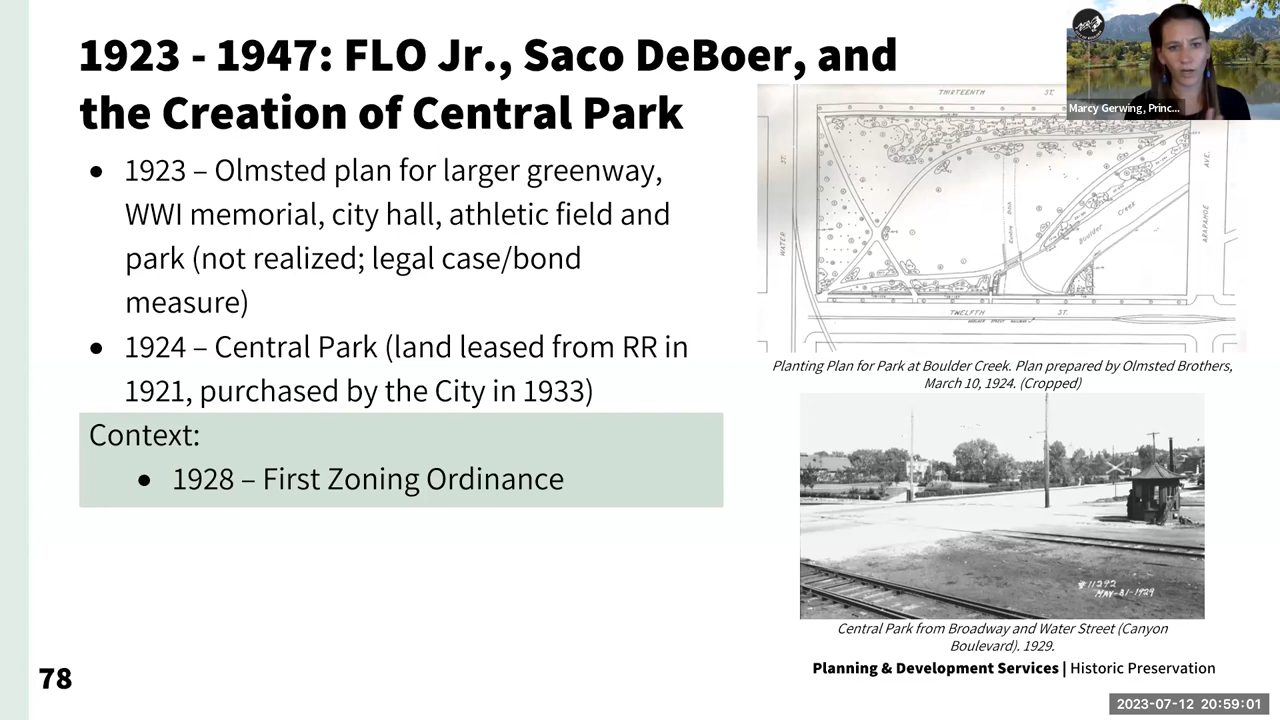 1923 - 1947: FLO Jr., Saco DeBoer, and
the Creation of Central Park
• 1923 – Olmsted plan for larger greenway,
WWI memorial, city hall, athletic field and
park (not realized; legal case/bond
measure)
• 1924 – Central Park (land leased from RR in
1921, purchased by the City in 1933)
Context:
• 1928 – First Zoning Ordinance
78
Marcy Gerwing, Princ...
THIRTEENTH ST.
WATER ST.
Boulder Creek
ARAPAHOE AVE.
TWELFTH ST.
Planting Plan for Park at Boulder Creek. Plan prepared by Olmsted Brothers,
March 10, 1924. (Cropped)
#11292
MAY-31-1929
Central Park from Broadway and Water Street (Canyon
Boulevard). 1929.
Planning & Development Services | Historic Preservation
2023-07-12 20:59:01